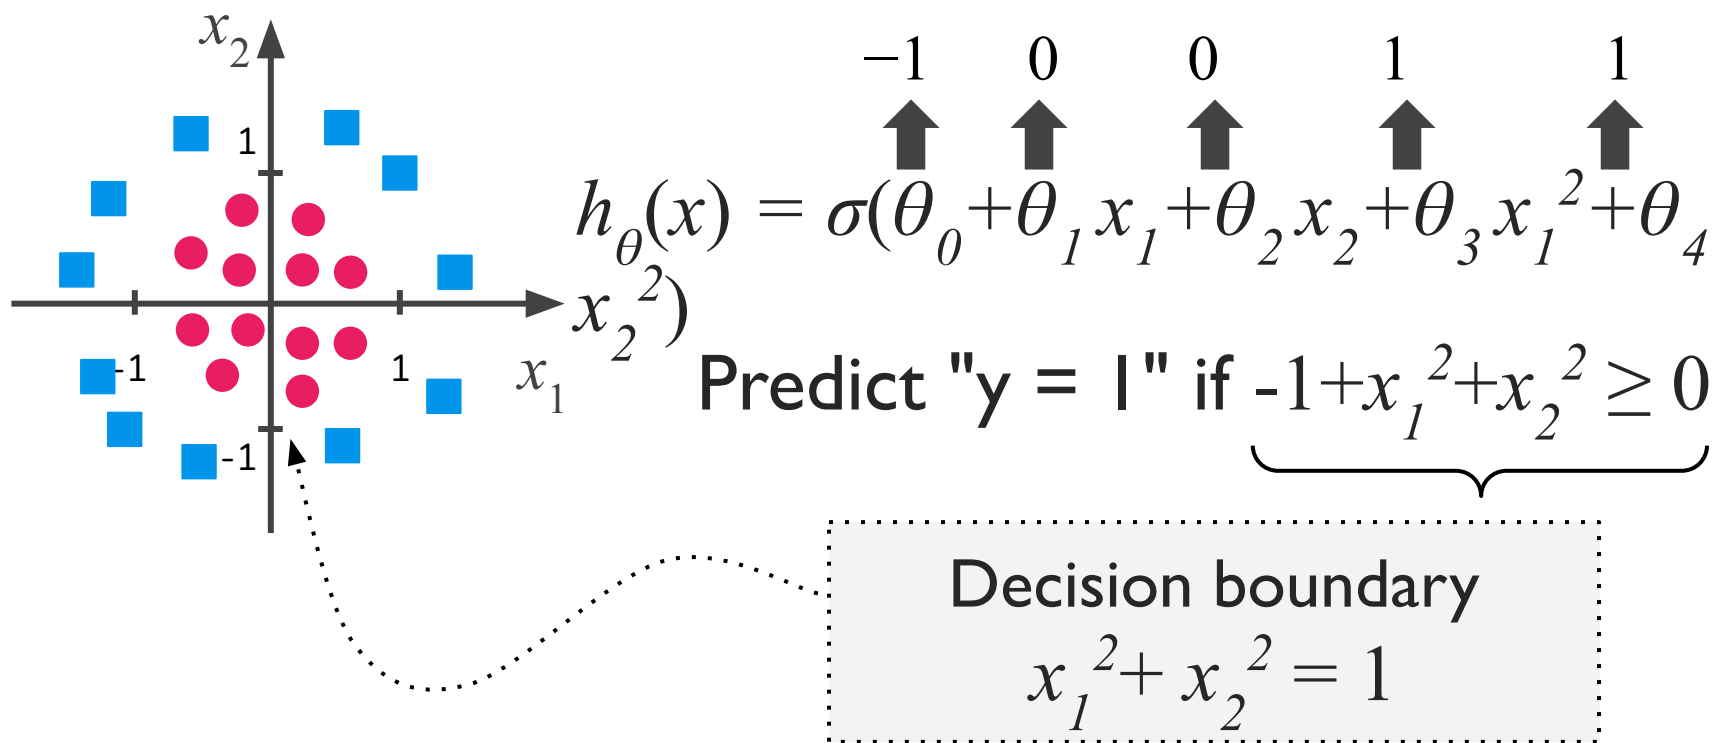 x₂
1
-1
1
x₁
-1
−1 0 0 1 1
h_θ(x) = σ(θ₀+θ₁x₁+θ₂x₂+θ₃x₁²+θ₄
x₂²)
Predict "y = 1" if -1+x₁²+x₂² ≥ 0
Decision boundary
x₁²+ x₂² = 1